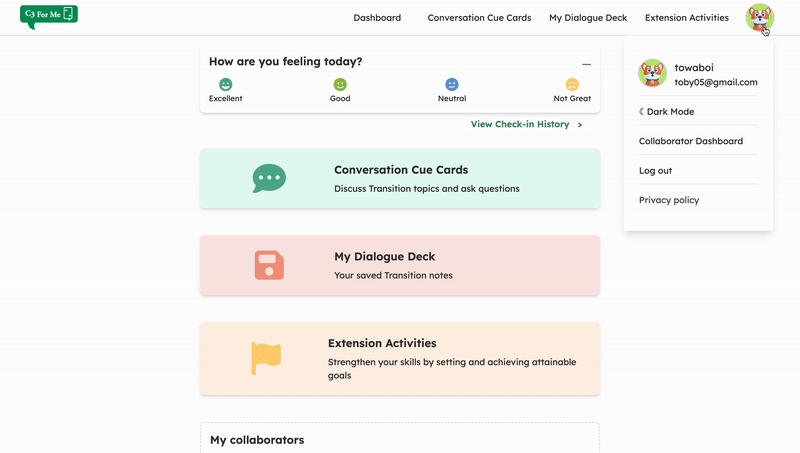 C3 For Me
Dashboard
Conversation Cue Cards
My Dialogue Deck
Extension Activities
How are you feeling today?
Excellent
Good
Neutral
Not Great
View Check-in History >
Conversation Cue Cards
Discuss Transition topics and ask questions
My Dialogue Deck
Your saved Transition notes
Extension Activities
Strengthen your skills by setting and achieving attainable
goals
My collaborators
towaboi
toby05@gmail.com
Dark Mode
Collaborator Dashboard
Log out
Privacy policy